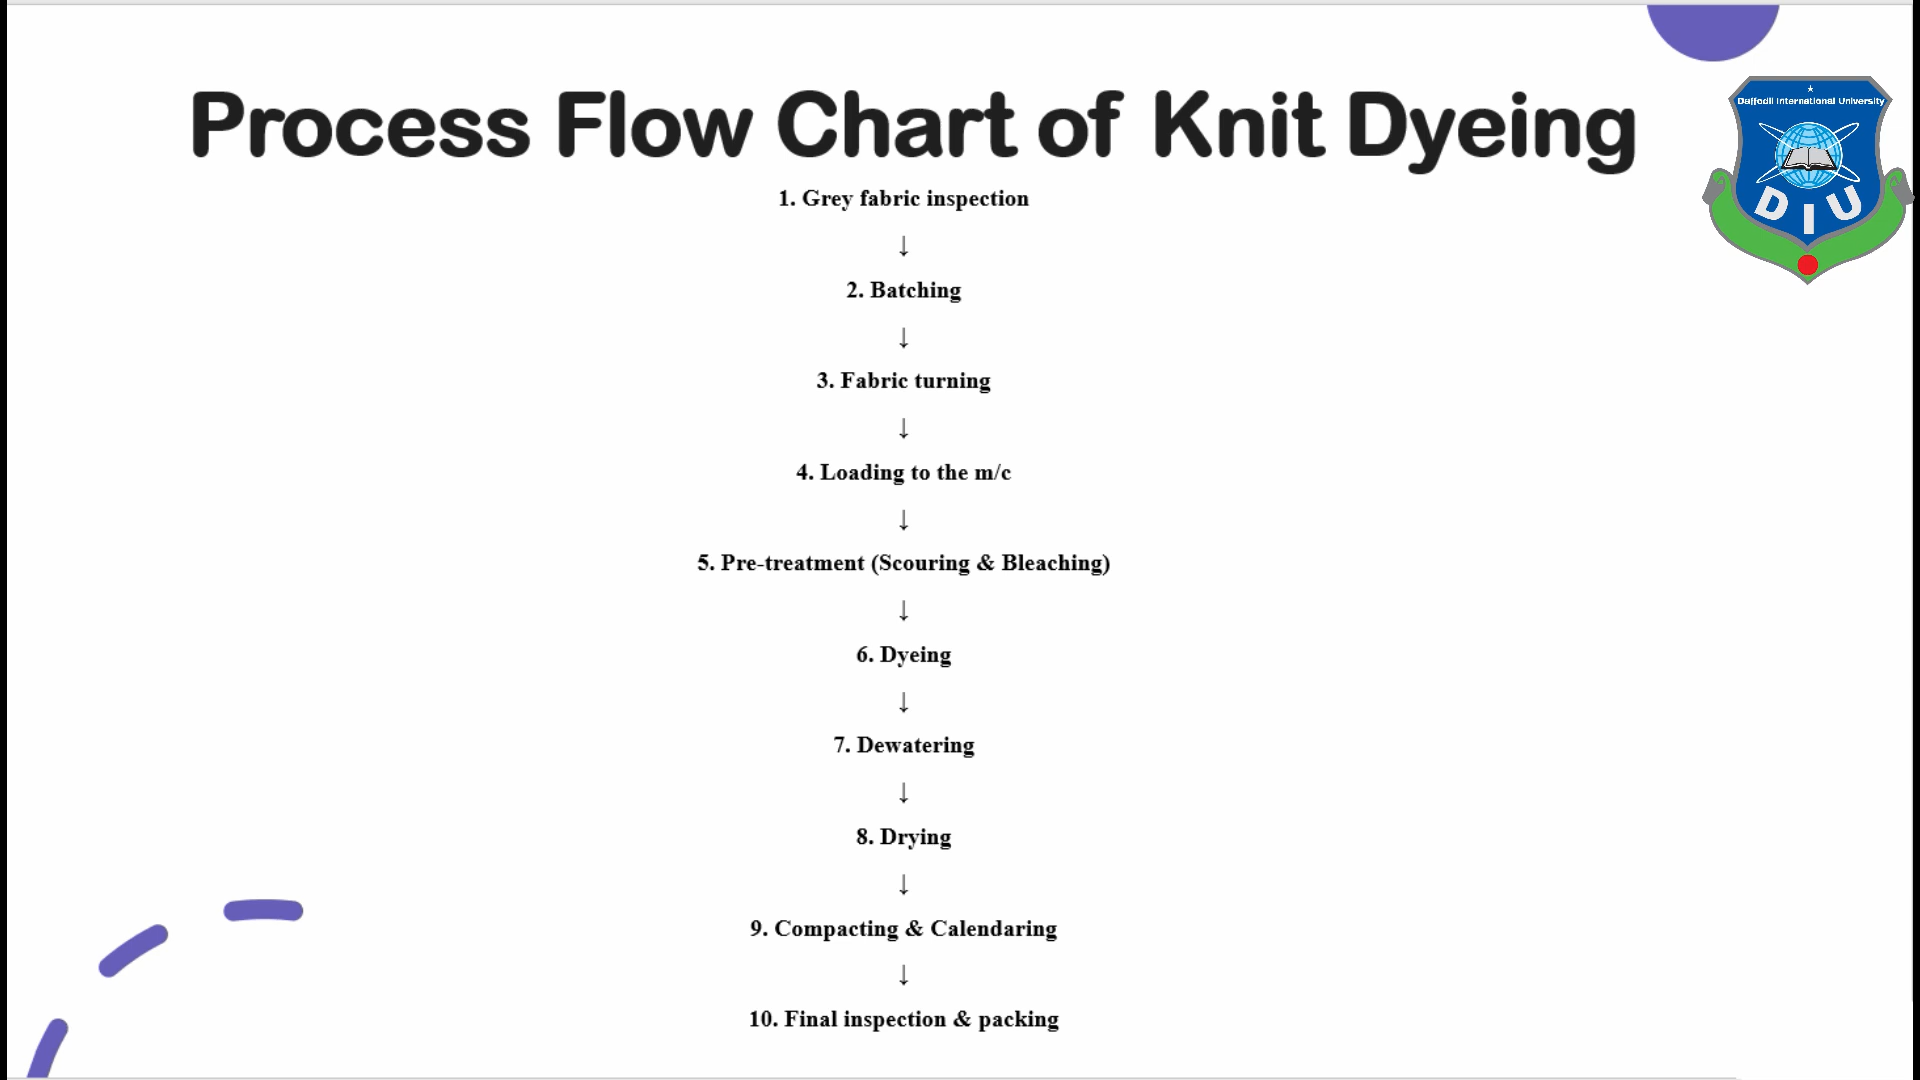 Process Flow Chart of Knit Dyeing
Daffodil International University
D I U
1. Grey fabric inspection
↓
2. Batching
↓
3. Fabric turning
↓
4. Loading to the m/c
↓
5. Pre-treatment (Scouring & Bleaching)
↓
6. Dyeing
↓
7. Dewatering
↓
8. Drying
↓
9. Compacting & Calendaring
↓
10. Final inspection & packing